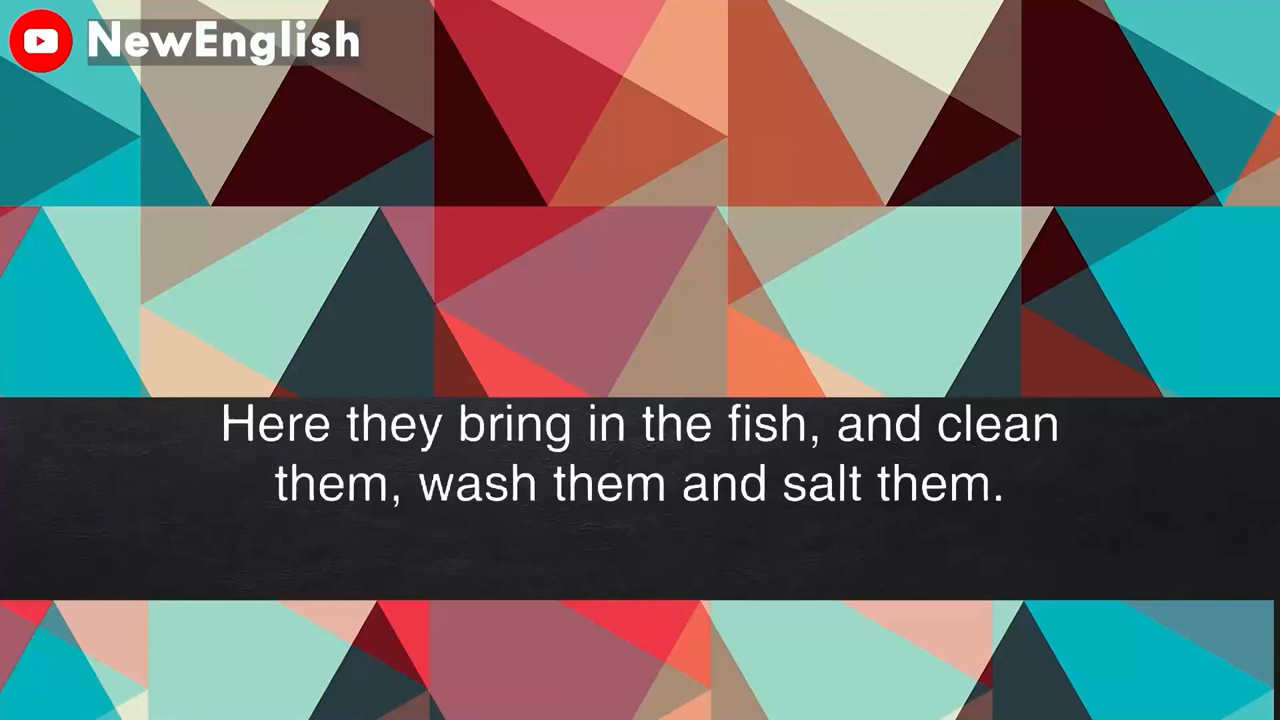 NewEnglish
Here they bring in the fish, and clean
them, wash them and salt them.